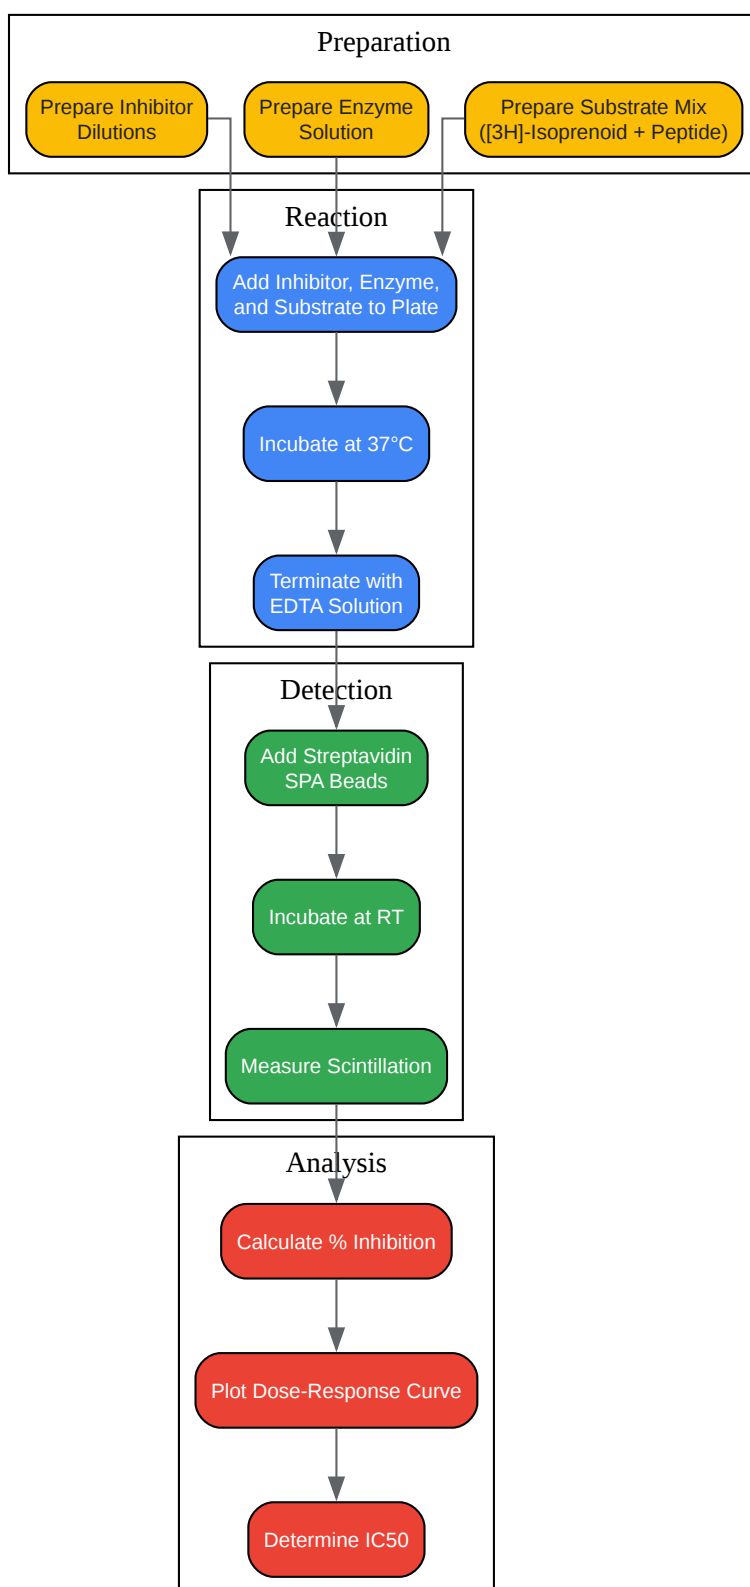 Preparation
Prepare Inhibitor
Dilutions
Prepare Enzyme
Solution
Prepare Substrate Mix
([3H]-Isoprenoid + Peptide)
Reaction
Add Inhibitor, Enzyme,
and Substrate to Plate
Incubate at 37°C
Terminate with
EDTA Solution
Detection
Add Streptavidin
SPA Beads
Incubate at RT
Measure Scintillation
Analysis
Calculate % Inhibition
Plot Dose-Response Curve
Determine IC50